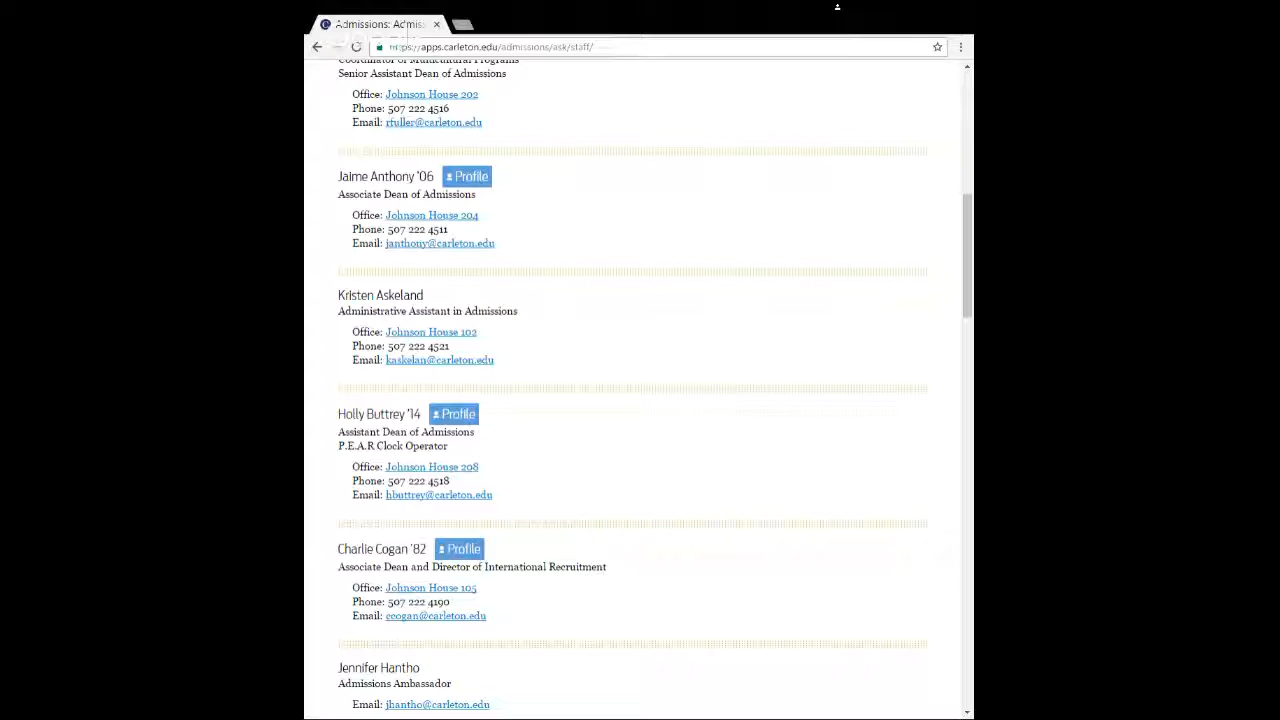 Admissions: Admis
https://apps.carleton.edu/admissions/ask/staff/
Coordinator of Multicultural Programs
Senior Assistant Dean of Admissions
Office: Johnson House 202
Phone: 507 222 4516
Email: rfuller@carleton.edu
Jaime Anthony '06 Profile
Associate Dean of Admissions
Office: Johnson House 204
Phone: 507 222 4511
Email: janthony@carleton.edu
Kristen Askeland
Administrative Assistant in Admissions
Office: Johnson House 102
Phone: 507 222 4521
Email: kaskelan@carleton.edu
Holly Buttrey '14 Profile
Assistant Dean of Admissions
P.E.A.R Clock Operator
Office: Johnson House 208
Phone: 507 222 4518
Email: hbuttrey@carleton.edu
Charlie Cogan '82 Profile
Associate Dean and Director of International Recruitment
Office: Johnson House 105
Phone: 507 222 4190
Email: ccogan@carleton.edu
Jennifer Hantho
Admissions Ambassador
Email: jhantho@carleton.edu